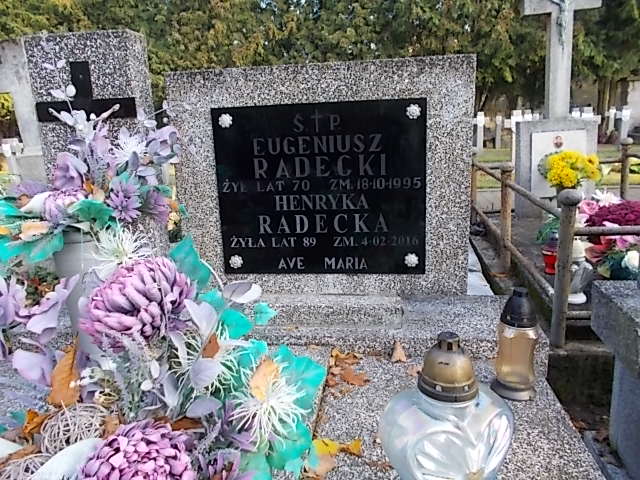 Ś. † P.
EUGENIUSZ
RADECKI
ŻYŁ LAT 70 ZM. 18-10-1995
HENRYKA
RADECKA
ŻYŁA LAT 89 ZM. 4-02-2016
AVE MARIA